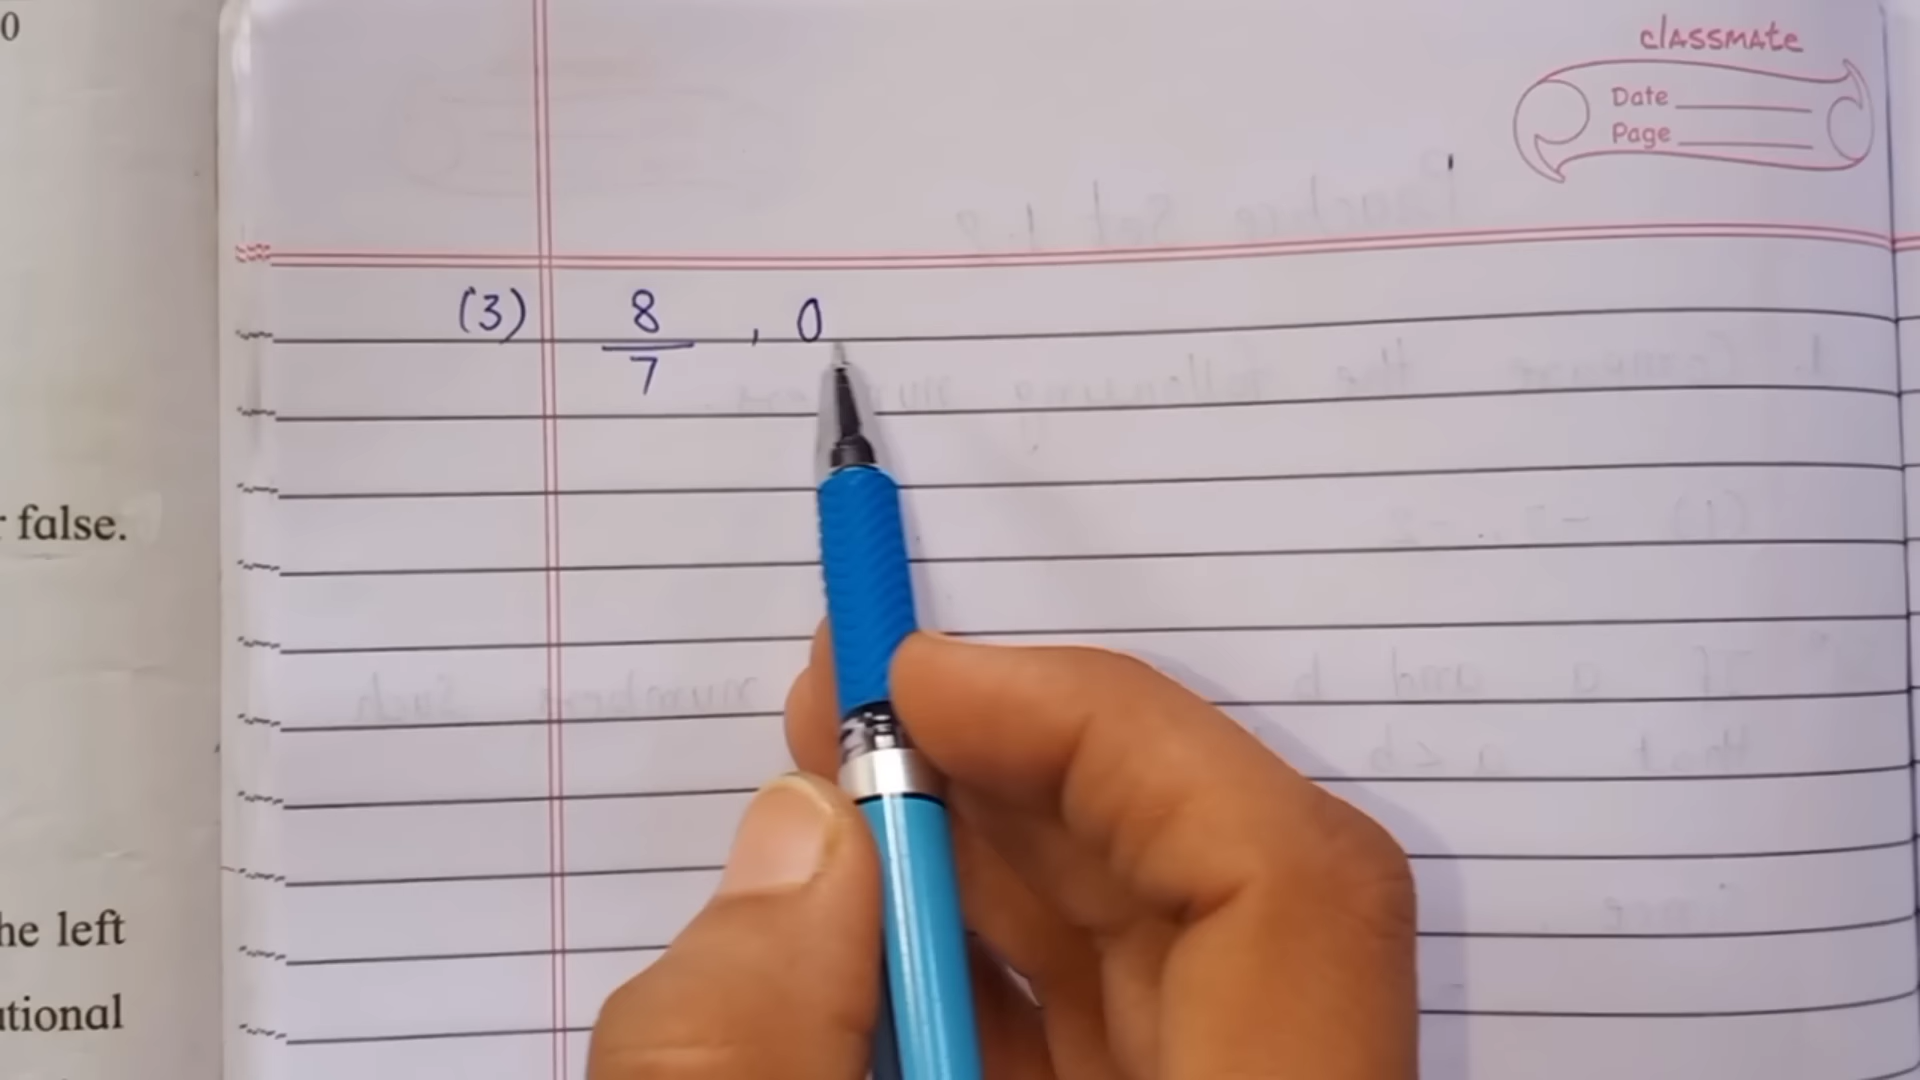 0
classmate
Date
Page
(3) 8/7 , 0
false.
he left
tional